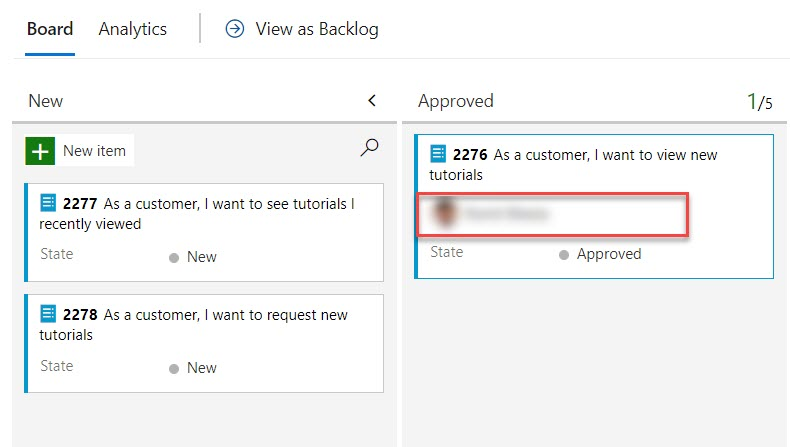 Board Analytics View as Backlog
New
New item
2277 As a customer, I want to see tutorials I
recently viewed
State New
2278 As a customer, I want to request new
tutorials
State New
Approved 1/5
2276 As a customer, I want to view new
tutorials
State Approved